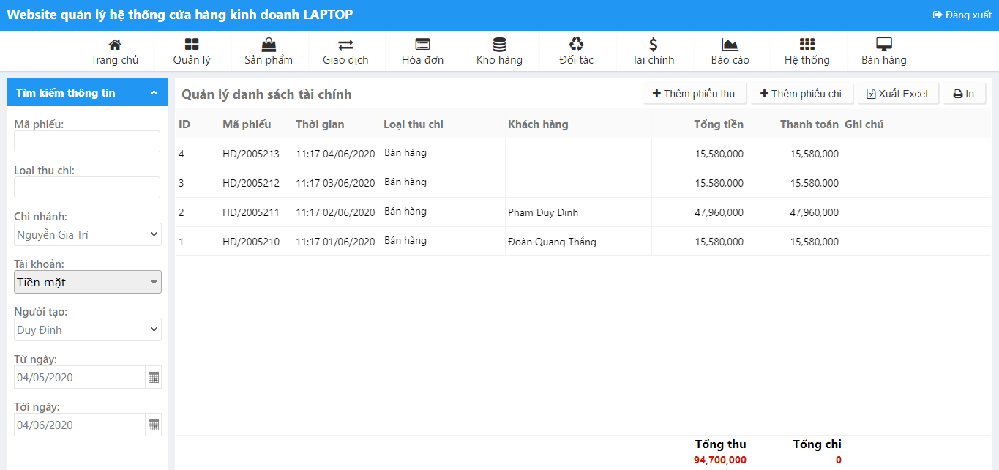 Website quản lý hệ thống cửa hàng kinh doanh LAPTOP
Đăng xuất
Trang chủ Quản lý Sản phẩm Giao dịch Hóa đơn Kho hàng Đối tác Tài chính Báo cáo Hệ thống Bán hàng
Tìm kiếm thông tin
Mã phiếu:
Loại thu chi:
Chi nhánh:
Nguyễn Gia Trí
Tài khoản:
Tiền mặt
Người tạo:
Duy Định
Từ ngày:
04/05/2020
Tới ngày:
04/06/2020
Quản lý danh sách tài chính
Thêm phiếu thu Thêm phiếu chi Xuất Excel In
ID Mã phiếu Thời gian Loại thu chi Khách hàng Tổng tiền Thanh toán Ghi chú
4 HD/2005213 11:17 04/06/2020 Bán hàng 15,580,000 15,580,000
3 HD/2005212 11:17 03/06/2020 Bán hàng 15,580,000 15,580,000
2 HD/2005211 11:17 02/06/2020 Bán hàng Phạm Duy Định 47,960,000 47,960,000
1 HD/2005210 11:17 01/06/2020 Bán hàng Đoàn Quang Thắng 15,580,000 15,580,000
Tổng thu Tổng chi
94,700,000 0